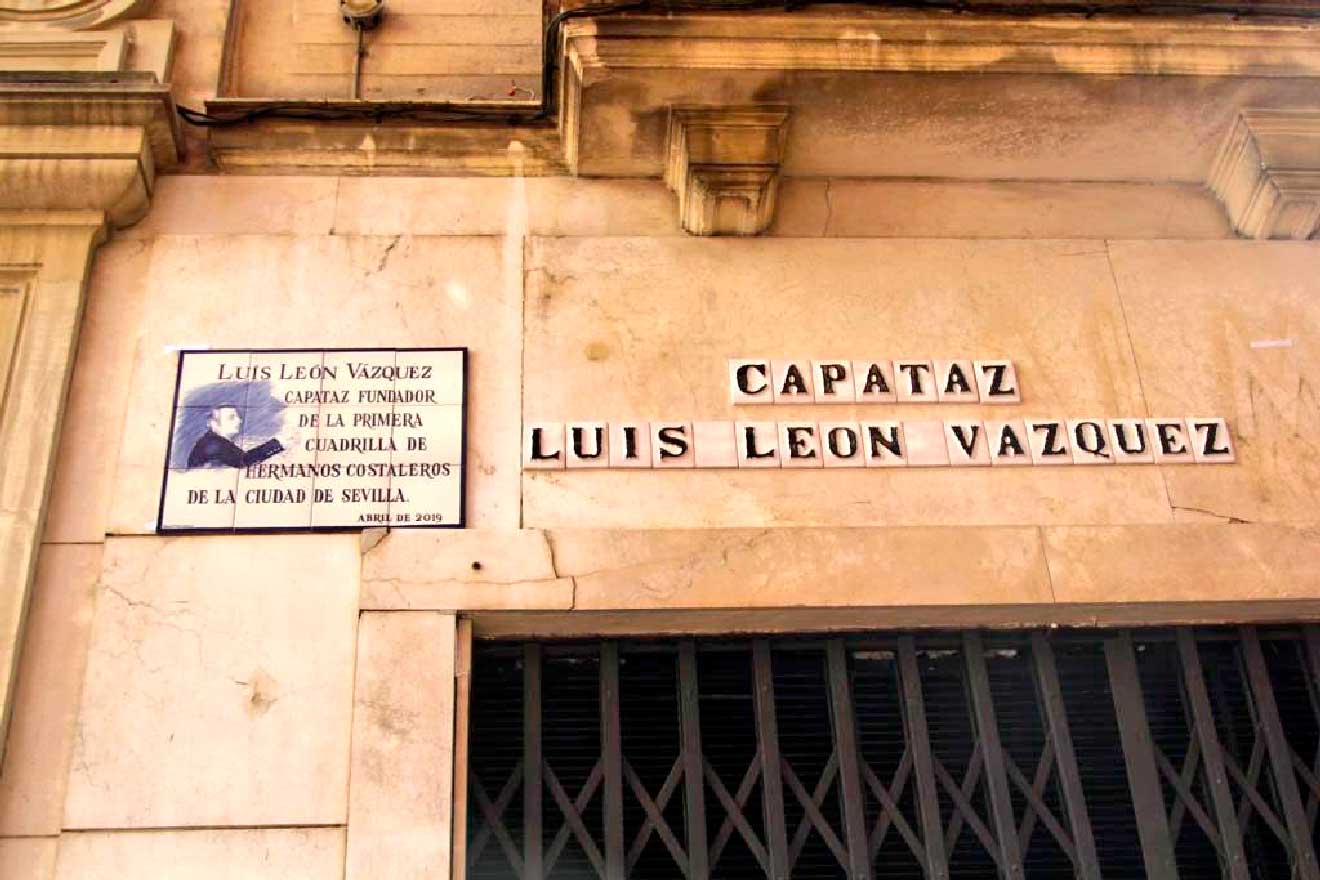 LUIS LEÓN VÁZQUEZ
CAPATAZ FUNDADOR
DE LA PRIMERA
CUADRILLA DE
HERMANOS COSTALEROS
DE LA CIUDAD DE SEVILLA.
ABRIL DE 2019
CAPATAZ
LUIS LEON VAZQUEZ